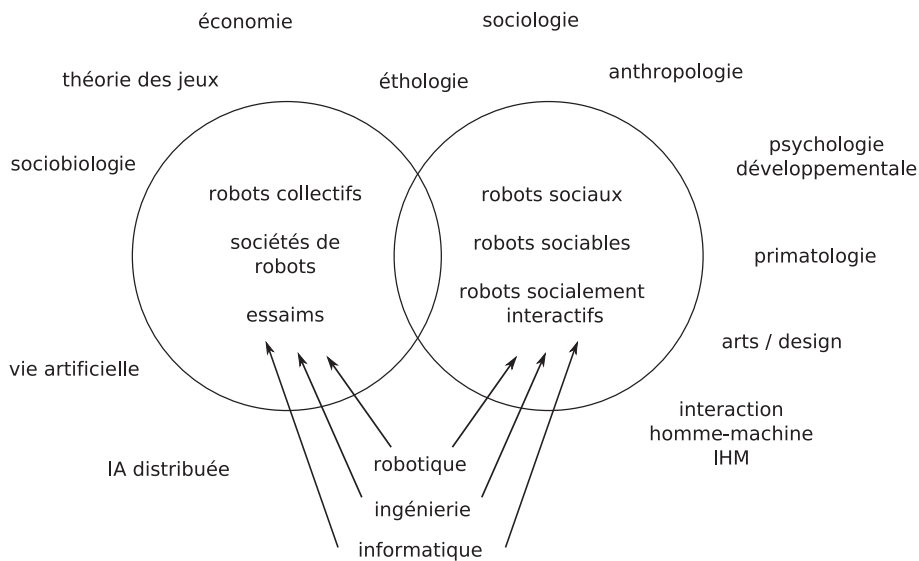 économie
sociologie
théorie des jeux
éthologie
anthropologie
sociobiologie
psychologie
développementale
robots collectifs
robots sociaux
sociétés de
robots
robots sociables
primatologie
essaims
robots socialement
interactifs
arts / design
vie artificielle
interaction
homme-machine
IHM
IA distribuée
robotique
ingénierie
informatique